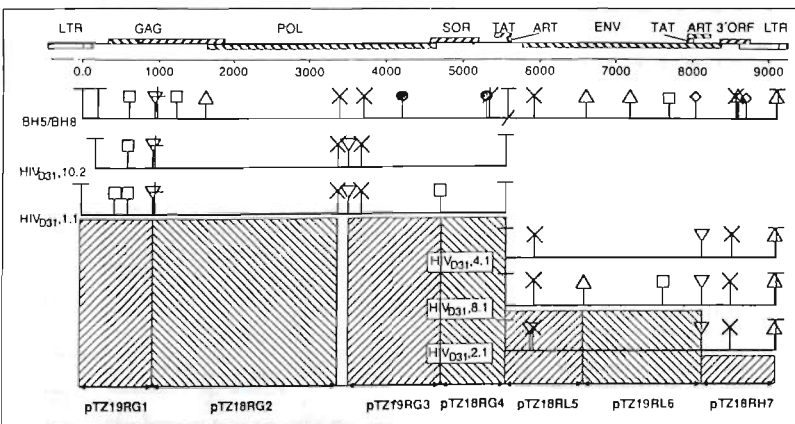 LTR GAG POL SOR TAT ART ENV TAT ART 3'ORF LTR
0.0 1000 2000 3000 4000 5000 6000 7000 8000 9000
BH5/BH8
HIVD31,10.2
HIVD31,1.1
HIVD31,4.1
HIVD31,8.1
HIVD31,2.1
pTZ19RG1 pTZ18RG2 pTZ19RG3 pTZ18RG4 pTZ18RL5 pTZ19RL6 pTZ18RH7